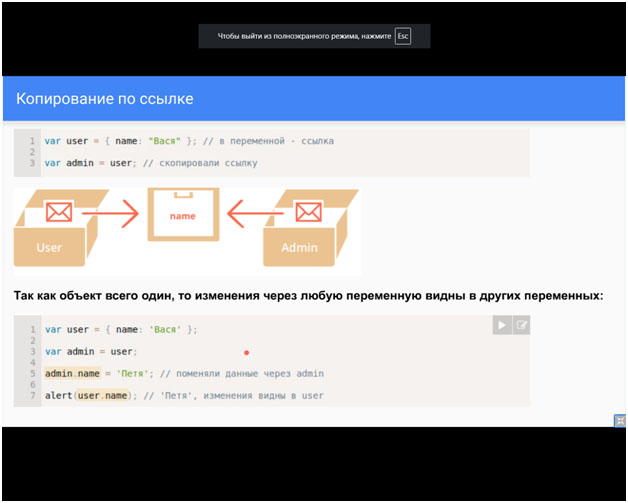 Чтобы выйти из полноэкранного режима, нажмите Esc
Копирование по ссылке
1 var user = { name: "Вася" }; // в переменной - ссылка
2
3 var admin = user; // скопировали ссылку
name
User
Admin
Так как объект всего один, то изменения через любую переменную видны в других переменных:
1 var user = { name: 'Вася' };
2
3 var admin = user;
4
5 admin.name = 'Петя'; // поменяли данные через admin
6
7 alert(user.name); // 'Петя', изменения видны в user